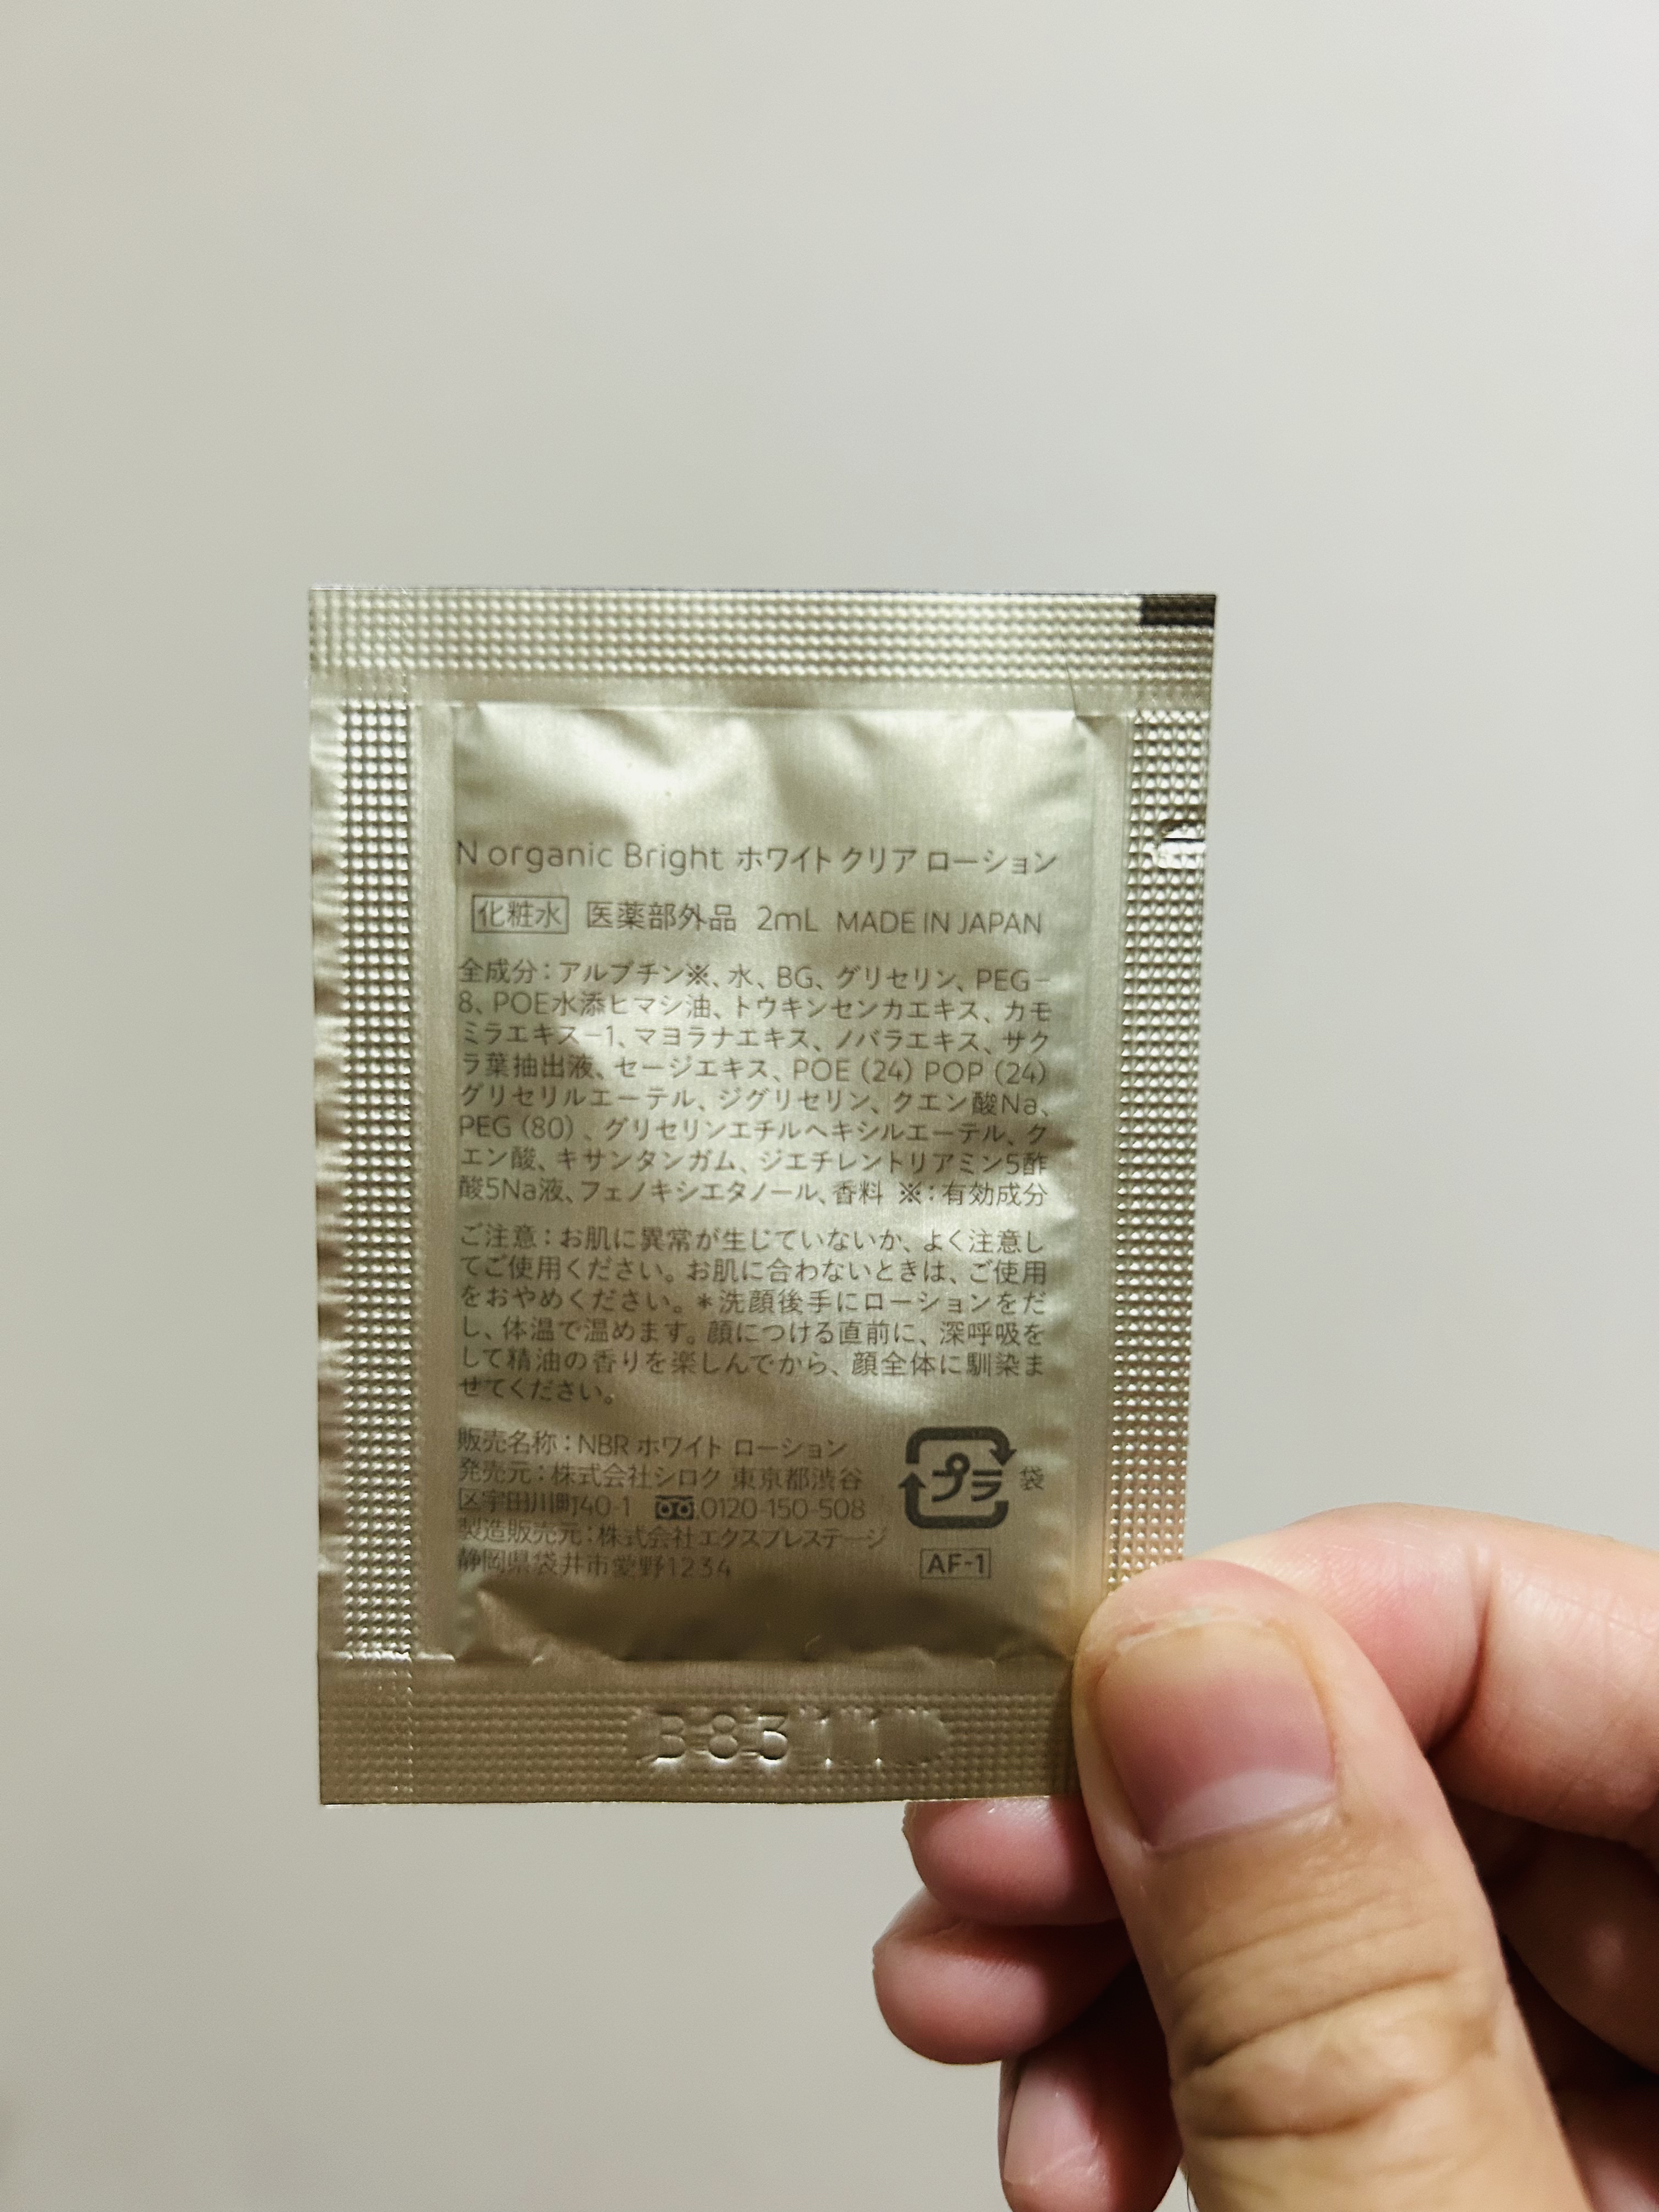 N organic Bright ホワイト クリア ローション
化粧水 医薬部外品 2mL MADE IN JAPAN
全成分：アルブチン※、水、BG、グリセリン、PEG−
8、POE水添ヒマシ油、トウキンセンカエキス、カモ
ミラエキス−1、マヨラナエキス、ノバラエキス、サク
ラ葉抽出液、セージエキス、POE（24）POP（24）
グリセリルエーテル、ジグリセリン、クエン酸Na、
PEG（80）、グリセリンエチルヘキシルエーテル、ク
エン酸、キサンタンガム、ジエチレントリアミン5酢
酸5Na液、フェノキシエタノール、香料 ※：有効成分
ご注意：お肌に異常が生じていないか、よく注意し
てご使用ください。お肌に合わないときは、ご使用
をおやめください。＊洗顔後手にローションをだ
し、体温で温めます。顔につける直前に、深呼吸を
して精油の香りを楽しんでから、顔全体に馴染ま
せてください。
販売名称：NBR ホワイト ローション
発売元：株式会社シロク 東京都渋谷
区宇田川町40-1 0120-150-508
製造販売元：株式会社エクスプレステージ
静岡県袋井市愛野1234
プラ 袋
AF-1